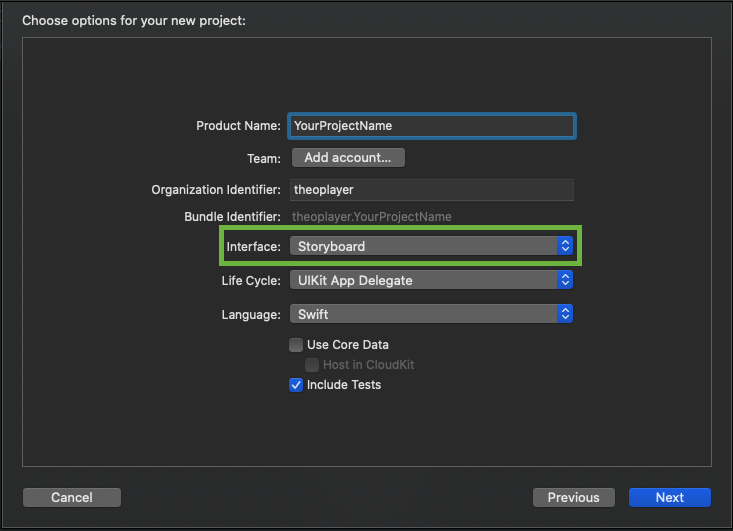 Choose options for your new project:
Product Name: YourProjectName
Team: Add account...
Organization Identifier: theoplayer
Bundle Identifier: theoplayer.YourProjectName
Interface: Storyboard
Life Cycle: UIKit App Delegate
Language: Swift
Use Core Data
Host in CloudKit
Include Tests
Cancel Previous Next